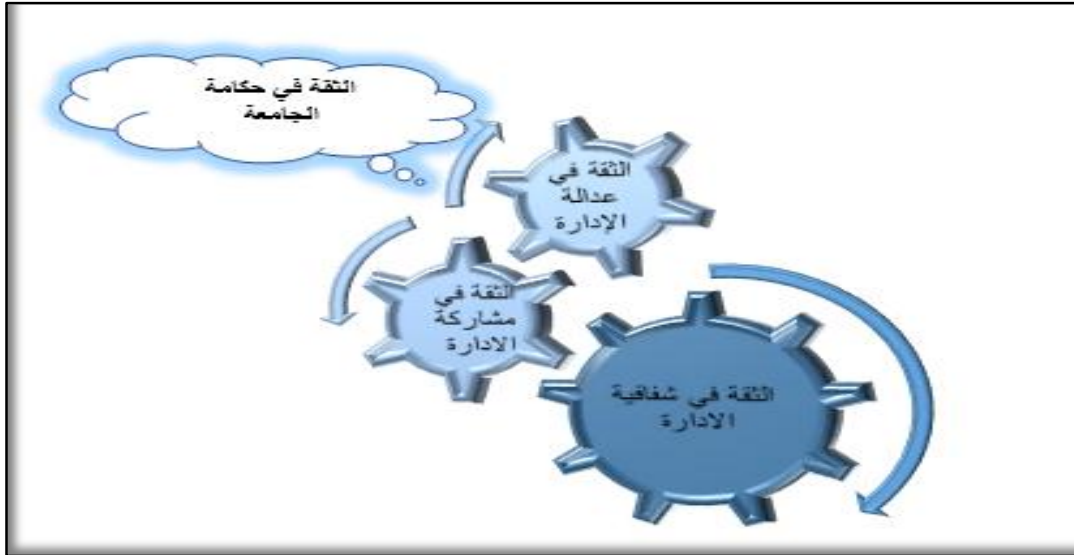 الثقة في حكامة
الجامعة
الثقة في
عدالة
الإدارة
الثقة في
مشاركة
الادارة
الثقة في شفافية
الادارة